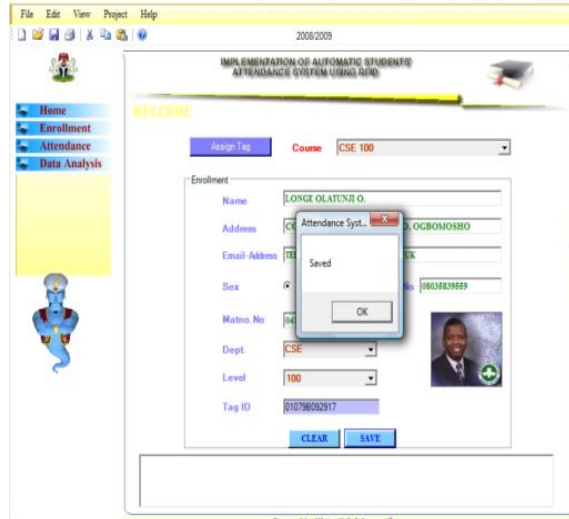 File Edit View Project Help
2008/2009
IMPLEMENTATION OF AUTOMATIC STUDENTS'
ATTENDANCE SYSTEM USING RFID
WELCOME
Home
Enrollment
Attendance
Data Analysis
Assign Tag Course CSE 100
Enrollment
Name LONGE OLATUNJI O.
Address OGBOMOSHO
Attendance Syst...
Email-Address UK
Saved
Sex No 08035839559
OK
Matno. No
Dept CSE
Level 100
Tag ID 01079B092917
CLEAR SAVE